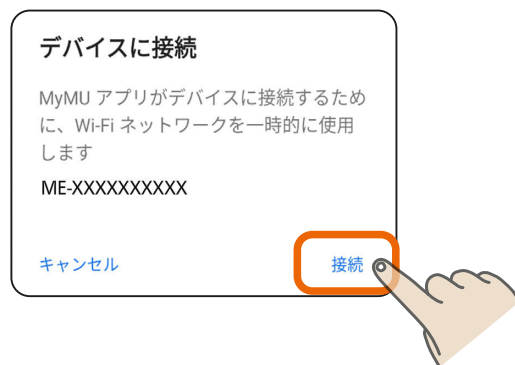 デバイスに接続
MyMU アプリがデバイスに接続するため
に、Wi-Fi ネットワークを一時的に使用
します
ME-XXXXXXXXXX
キャンセル
接続